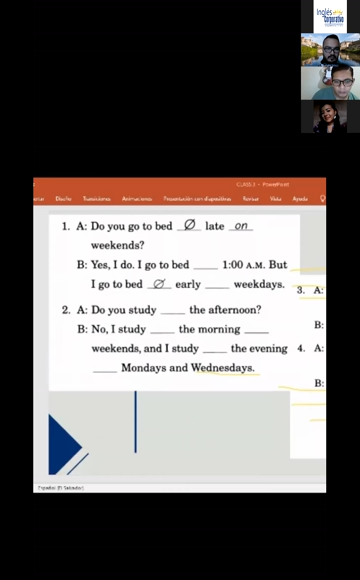 Inglés
Corporativo
CLASS 3 - PowerPoint
Diseño Transiciones Animaciones Presentación con diapositivas Revisar Vista Ayuda
1. A: Do you go to bed Ø late on
weekends?
B: Yes, I do. I go to bed ____ 1:00 A.M. But
I go to bed Ø early ____ weekdays.
2. A: Do you study ____ the afternoon?
B: No, I study ____ the morning ____
weekends, and I study ____ the evening
____ Mondays and Wednesdays.
3. A:
B:
4. A:
B:
Español (El Salvador)